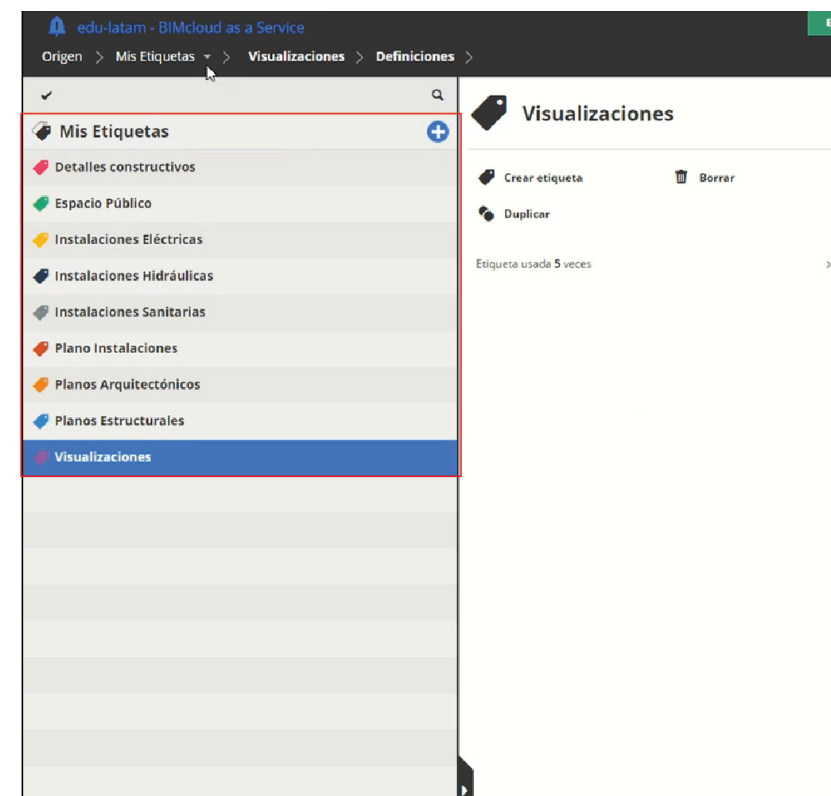 edu-latam - BIMcloud as a Service
Origen > Mis Etiquetas > Visualizaciones > Definiciones >
Mis Etiquetas
Detalles constructivos
Espacio Público
Instalaciones Eléctricas
Instalaciones Hidráulicas
Instalaciones Sanitarias
Plano Instalaciones
Planos Arquitectónicos
Planos Estructurales
Visualizaciones
Visualizaciones
Crear etiqueta
Borrar
Duplicar
Etiqueta usada 5 veces